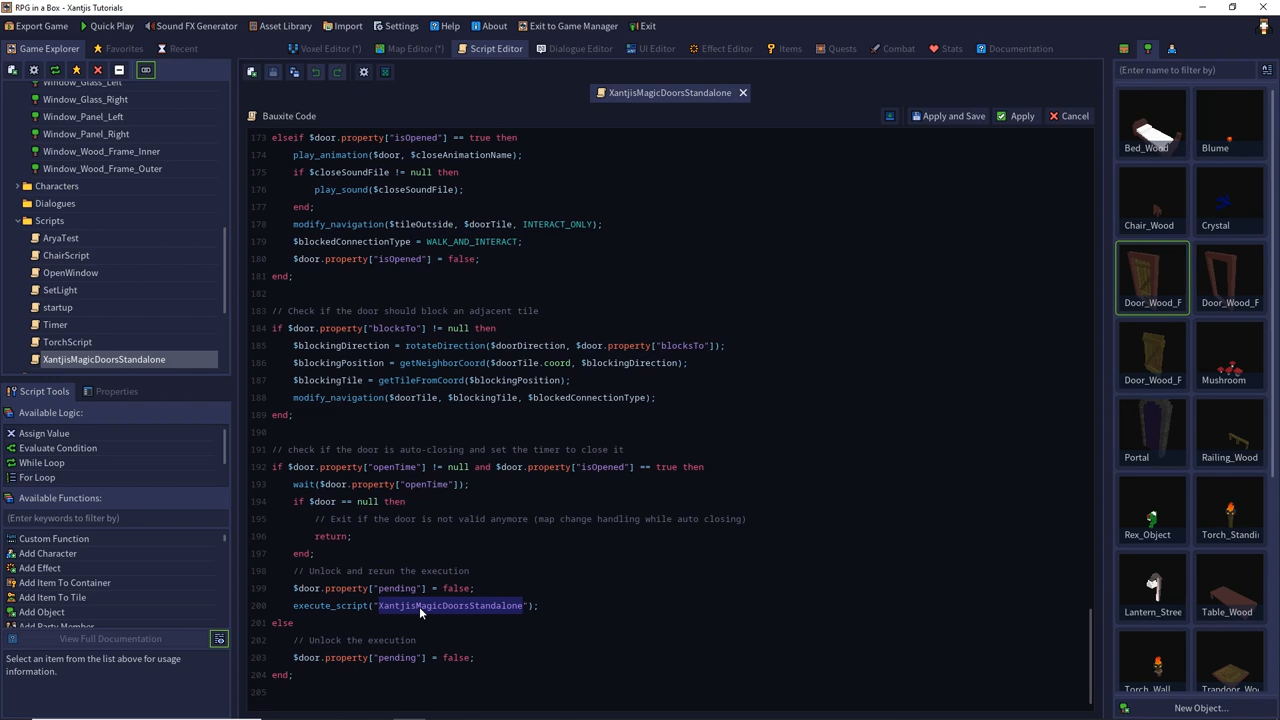 RPG in a Box - Xantjis Tutorials
Export Game
Quick Play
Sound FX Generator
Asset Library
Import
Settings
Help
About
Exit to Game Manager
Exit
Game Explorer
Favorites
Recent
Voxel Editor (*)
Map Editor (*)
Script Editor
Dialogue Editor
UI Editor
Effect Editor
Items
Quests
Combat
Stats
Documentation
Window_Glass_Left
Window_Glass_Right
Window_Panel_Left
Window_Panel_Right
Window_Wood_Frame_Inner
Window_Wood_Frame_Outer
Characters
Dialogues
Scripts
AryaTest
ChairScript
OpenWindow
SetLight
startup
Timer
TorchScript
XantjisMagicDoorsStandalone
Script Tools
Properties
Available Logic:
Assign Value
Evaluate Condition
While Loop
For Loop
Available Functions:
(Enter keywords to filter by)
Custom Function
Add Character
Add Effect
Add Item To Container
Add Item To Tile
Add Object
Add Party Member
View Full Documentation
Select an item from the list above for usage
information.
XantjisMagicDoorsStandalone
Bauxite Code
Apply and Save
Apply
Cancel
173 elseif $door.property["isOpened"] == true then
174 play_animation($door, $closeAnimationName);
175 if $closeSoundFile != null then
176 play_sound($closeSoundFile);
177 end;
178 modify_navigation($tileOutside, $doorTile, INTERACT_ONLY);
179 $blockedConnectionType = WALK_AND_INTERACT;
180 $door.property["isOpened"] = false;
181 end;
182
183 // Check if the door should block an adjacent tile
184 if $door.property["blocksTo"] != null then
185 $blockingDirection = rotateDirection($doorDirection, $door.property["blocksTo"]);
186 $blockingPosition = getNeighborCoord($doorTile.coord, $blockingDirection);
187 $blockingTile = getTileFromCoord($blockingPosition);
188 modify_navigation($doorTile, $blockingTile, $blockedConnectionType);
189 end;
190
191 // check if the door is auto-closing and set the timer to close it
192 if $door.property["openTime"] != null and $door.property["isOpened"] == true then
193 wait($door.property["openTime"]);
194 if $door == null then
195 // Exit if the door is not valid anymore (map change handling while auto closing)
196 return;
197 end;
198 // Unlock and rerun the execution
199 $door.property["pending"] = false;
200 execute_script("XantjisMagicDoorsStandalone");
201 else
202 // Unlock the execution
203 $door.property["pending"] = false;
204 end;
205
(Enter name to filter by)
Bed_Wood
Blume
Chair_Wood
Crystal
Door_Wood_F
Door_Wood_F
Door_Wood_F
Mushroom
Portal
Railing_Wood
Rex_Object
Torch_Standi
Lantern_Stree
Table_Wood
Torch_Wall
Trapdoor_Wo
New Object...